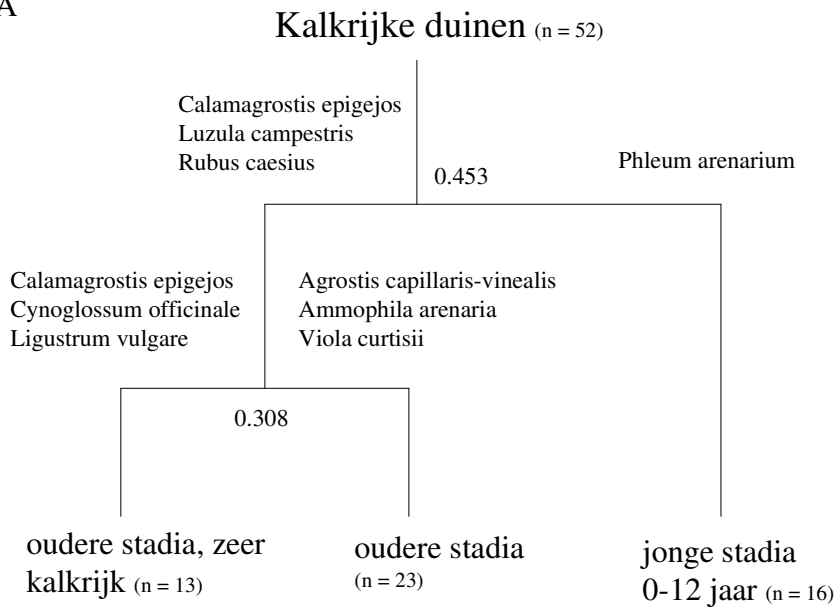 A
Kalkrijke duinen (n = 52)
Calamagrostis epigejos
Luzula campestris
Rubus caesius
0.453
Phleum arenarium
Calamagrostis epigejos
Cynoglossum officinale
Ligustrum vulgare
Agrostis capillaris-vinealis
Ammophila arenaria
Viola curtisii
0.308
oudere stadia, zeer
kalkrijk (n = 13)
oudere stadia
(n = 23)
jonge stadia
0-12 jaar (n = 16)